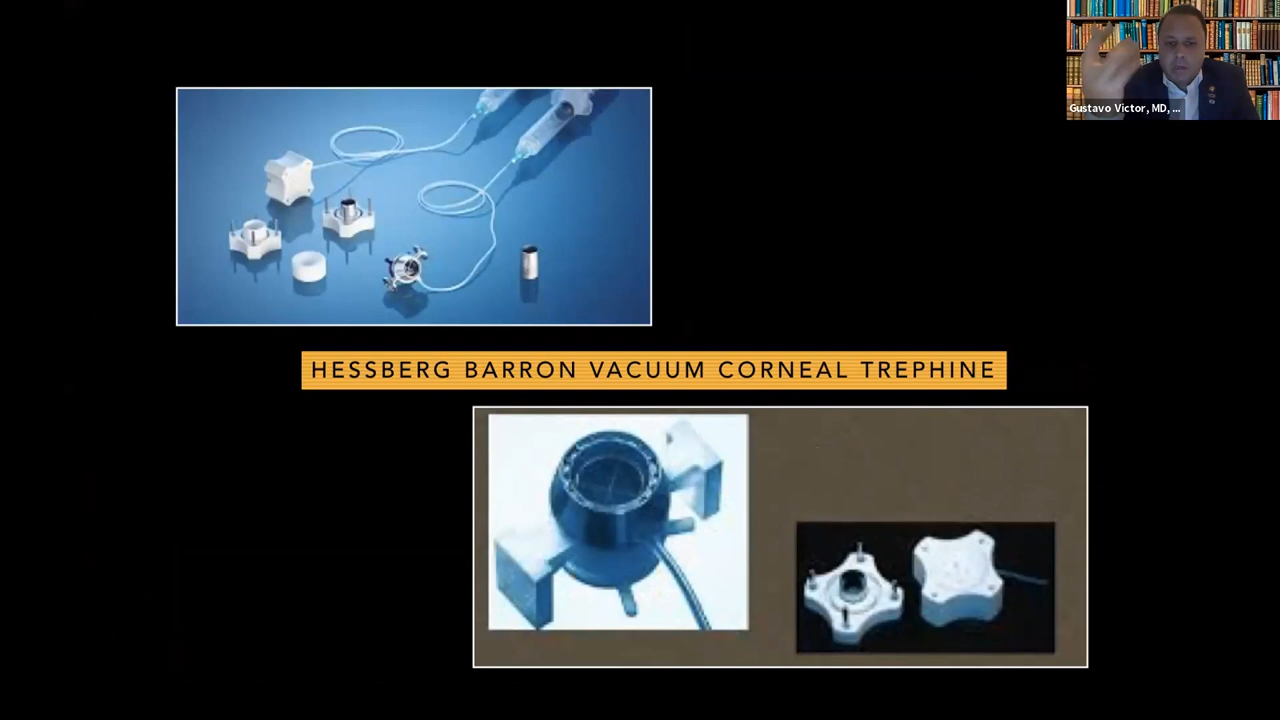 Gustavo Victor, MD, ...
HESSBERG BARRON VACUUM CORNEAL TREPHINE